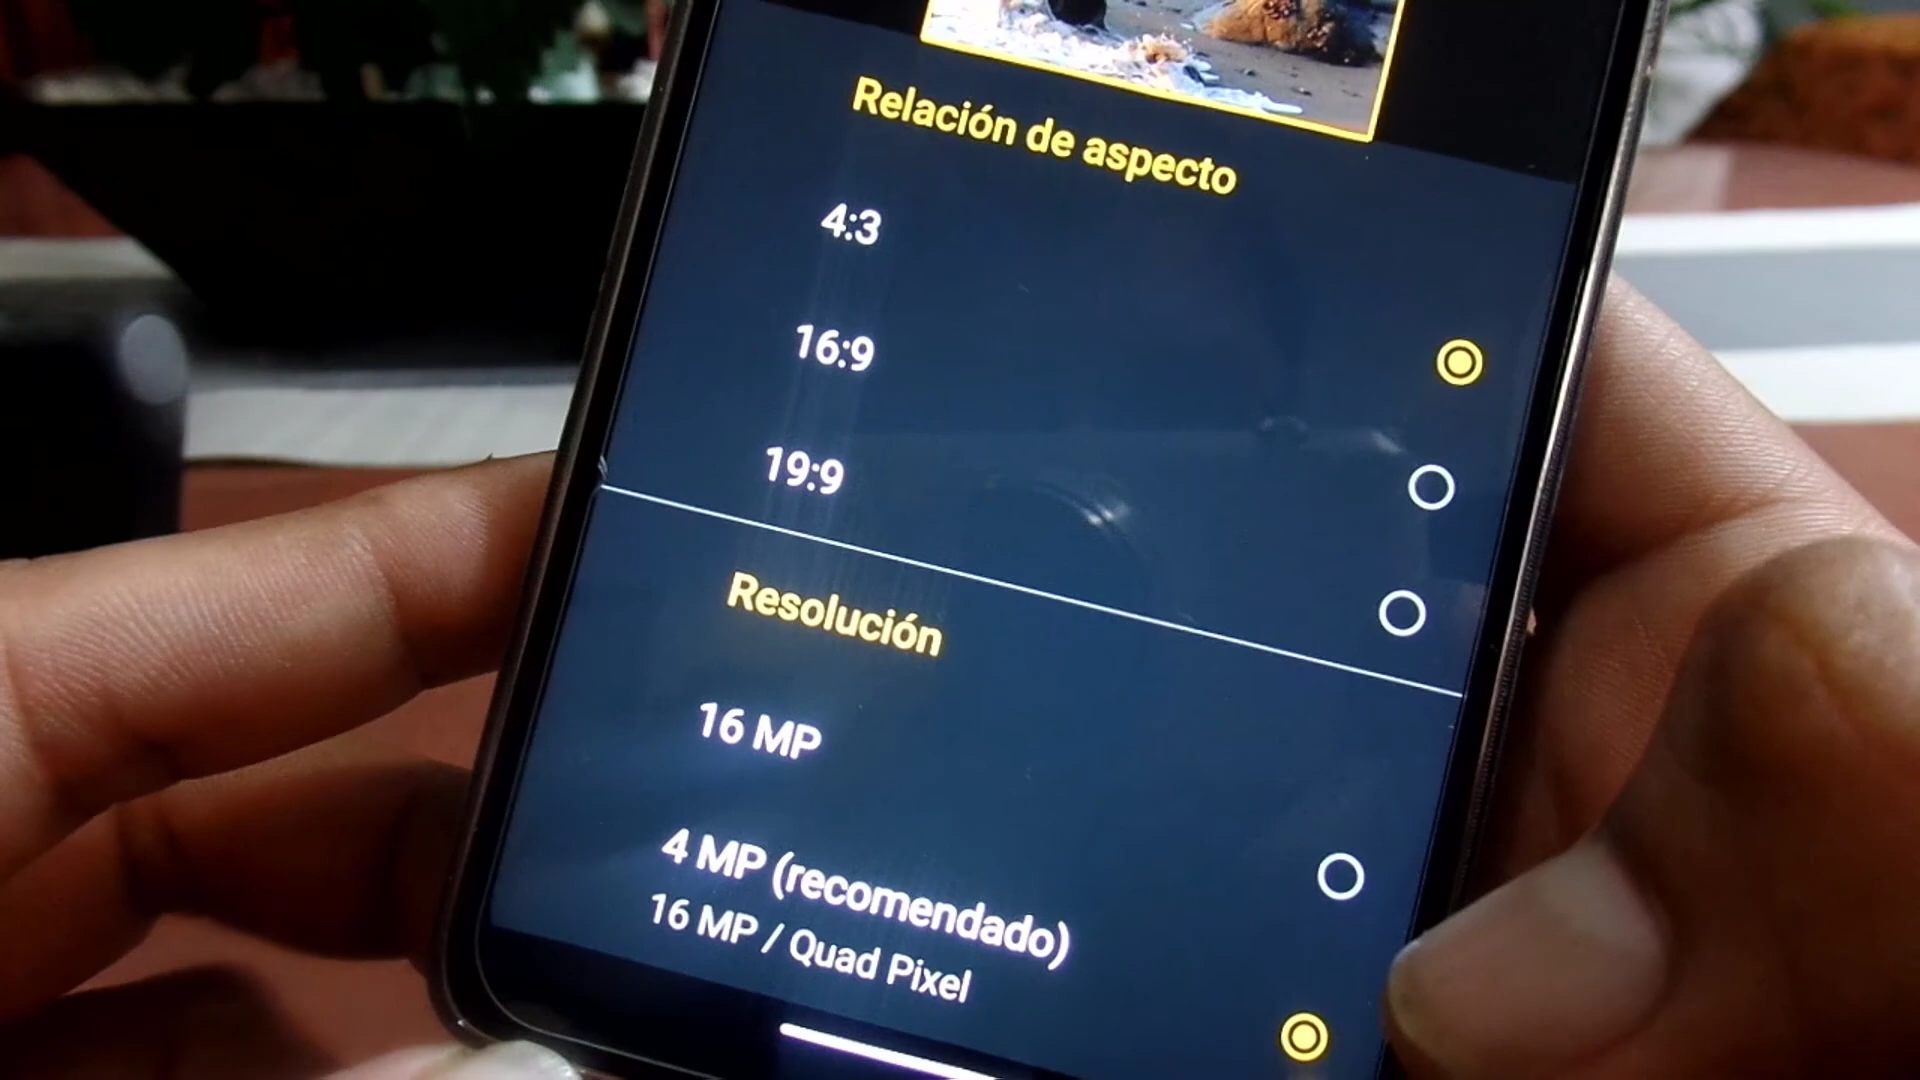 Relación de aspecto
4:3
16:9
19:9
Resolución
16 MP
4 MP (recomendado)
16 MP / Quad Pixel